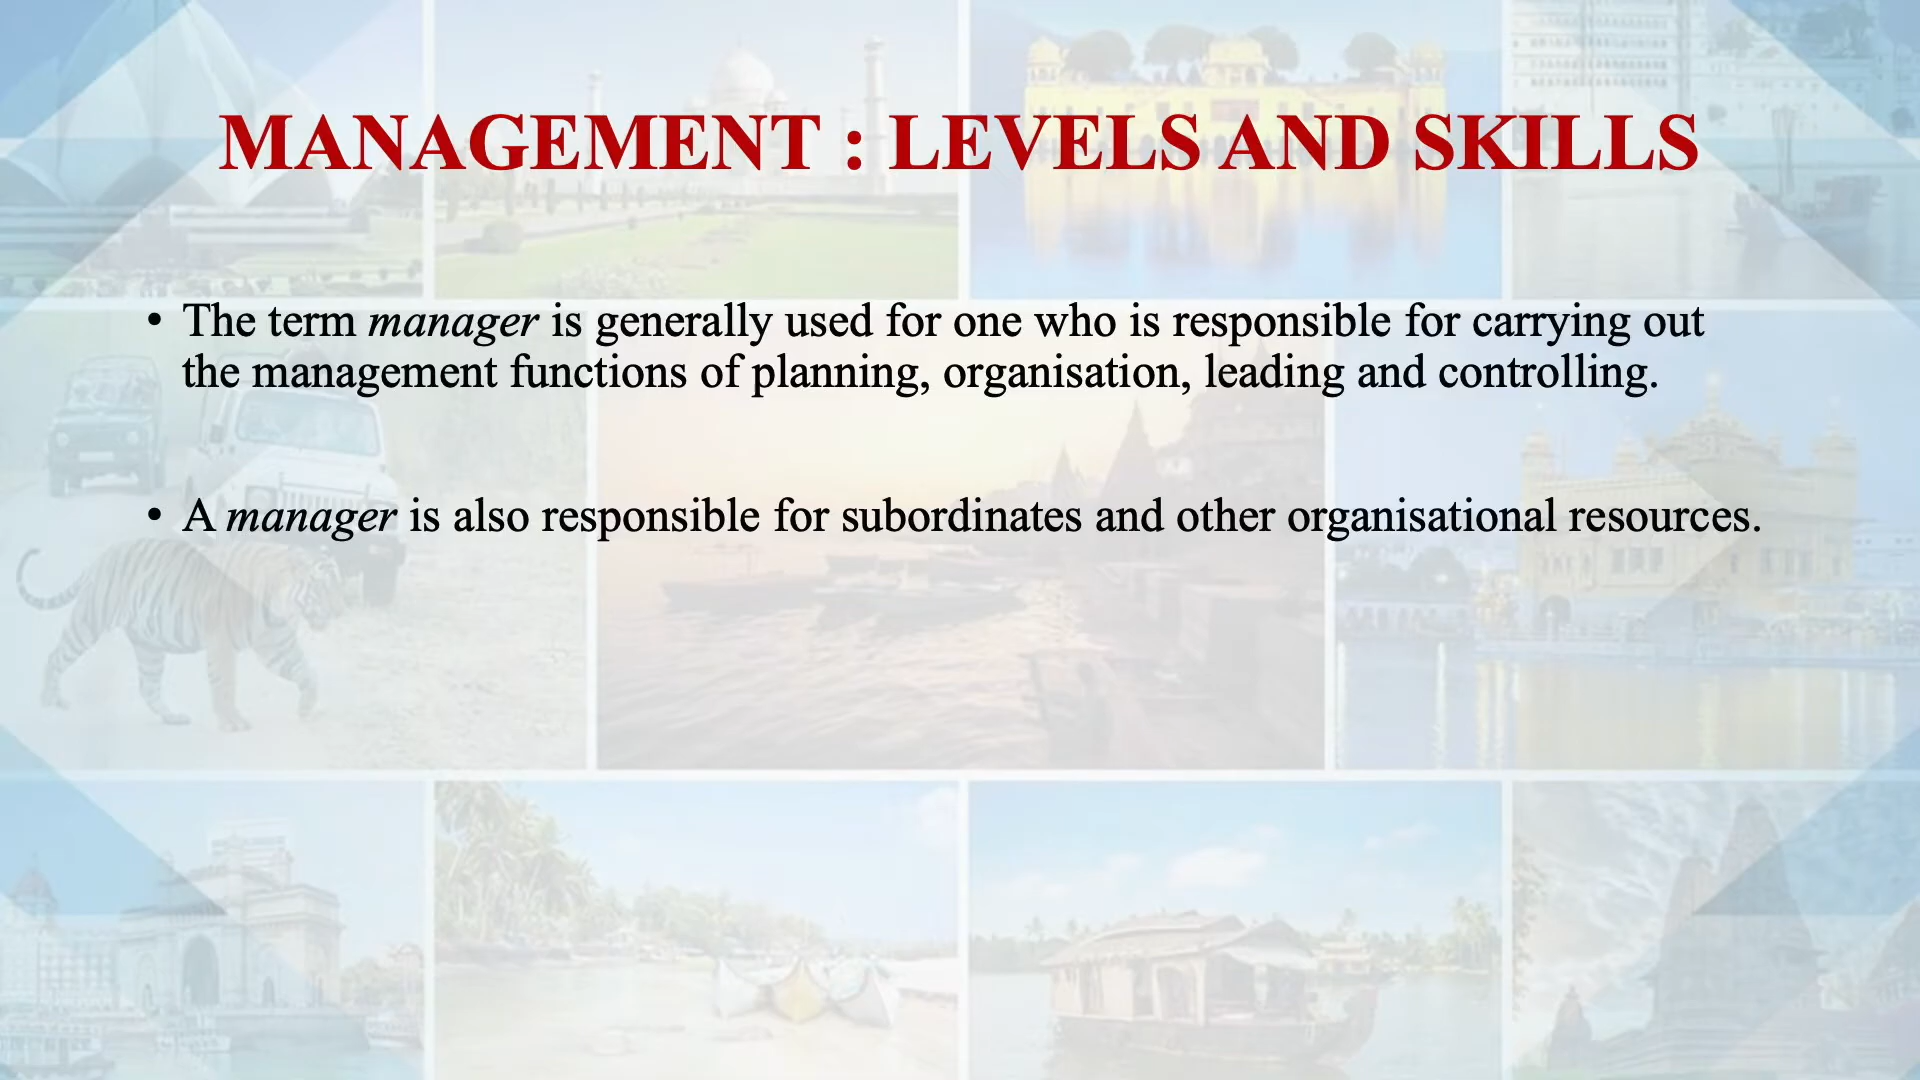 MANAGEMENT : LEVELS AND SKILLS
• The term manager is generally used for one who is responsible for carrying out
the management functions of planning, organisation, leading and controlling.
• A manager is also responsible for subordinates and other organisational resources.